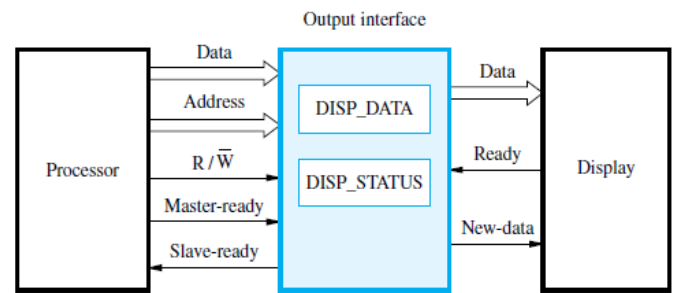 Output interface
Data
Address
R / W̅
Master-ready
Slave-ready
Processor
DISP_DATA
DISP_STATUS
Data
Ready
New-data
Display